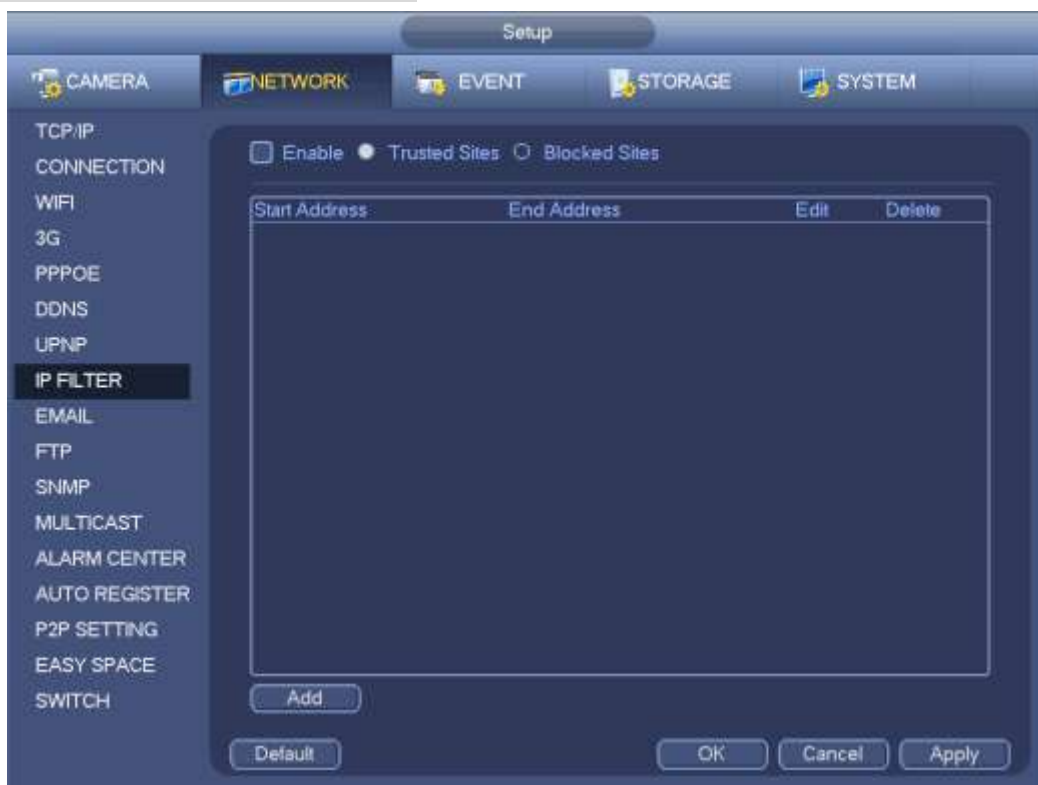 Setup
CAMERA NETWORK EVENT STORAGE SYSTEM
TCP/IP
CONNECTION
WIFI
3G
PPPOE
DDNS
UPNP
IP FILTER
EMAIL
FTP
SNMP
MULTICAST
ALARM CENTER
AUTO REGISTER
P2P SETTING
EASY SPACE
SWITCH
Enable Trusted Sites Blocked Sites
Start Address End Address Edit Delete
Add
Default OK Cancel Apply